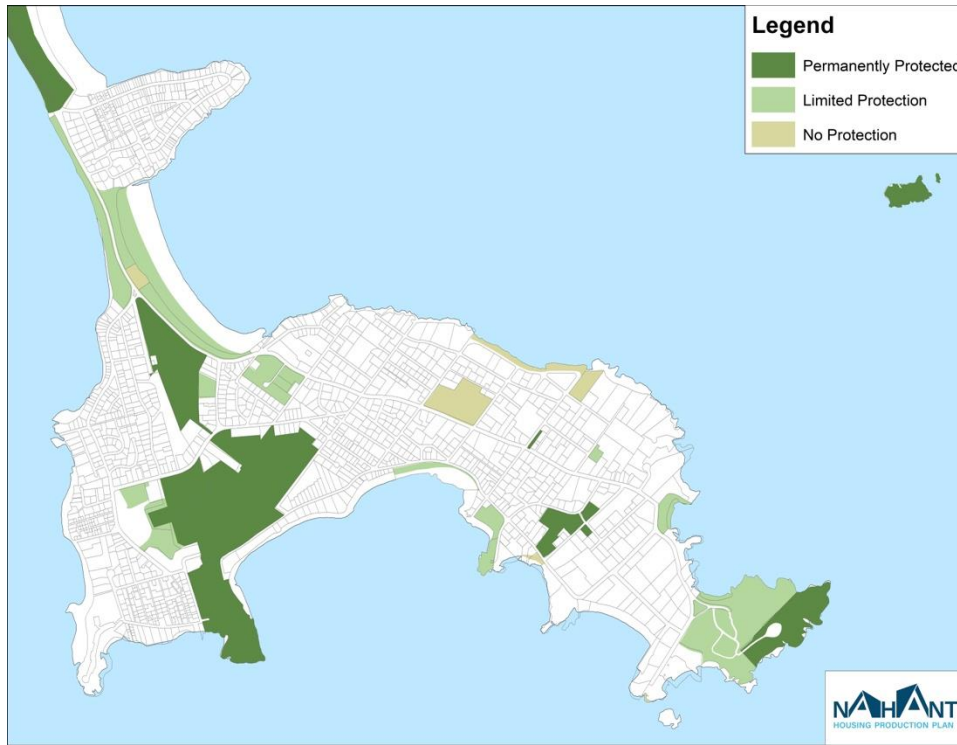 Legend
Permanently Protected
Limited Protection
No Protection
NAHANT
HOUSING PRODUCTION PLAN